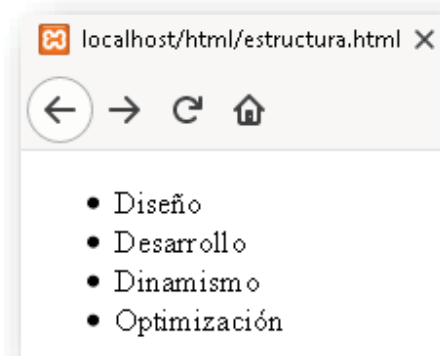 localhost/html/estructura.html
Diseño
Desarrollo
Dinamismo
Optimización